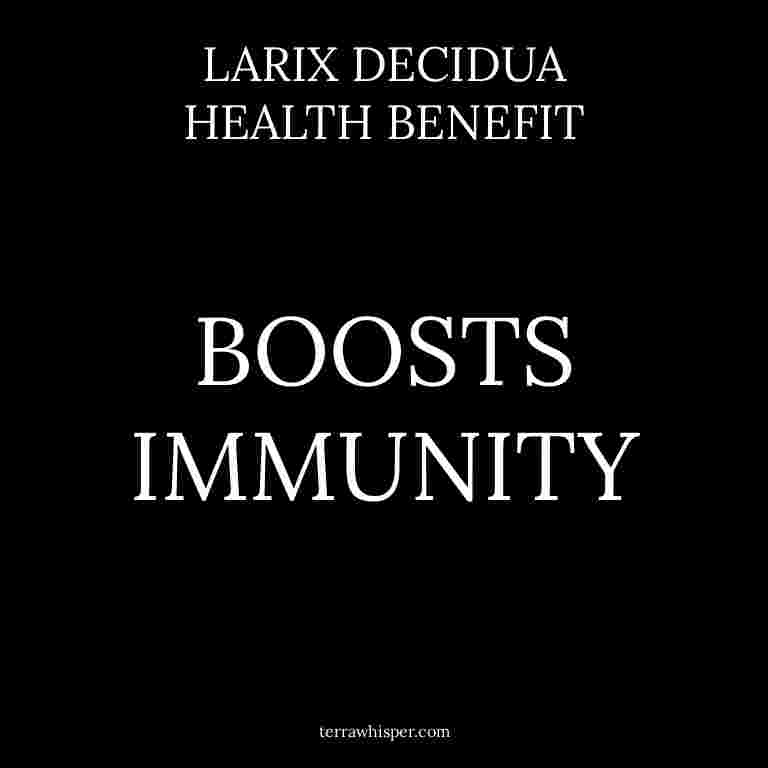 LARIX DECIDUA
HEALTH BENEFIT
BOOSTS
IMMUNITY
terrawhisper.com